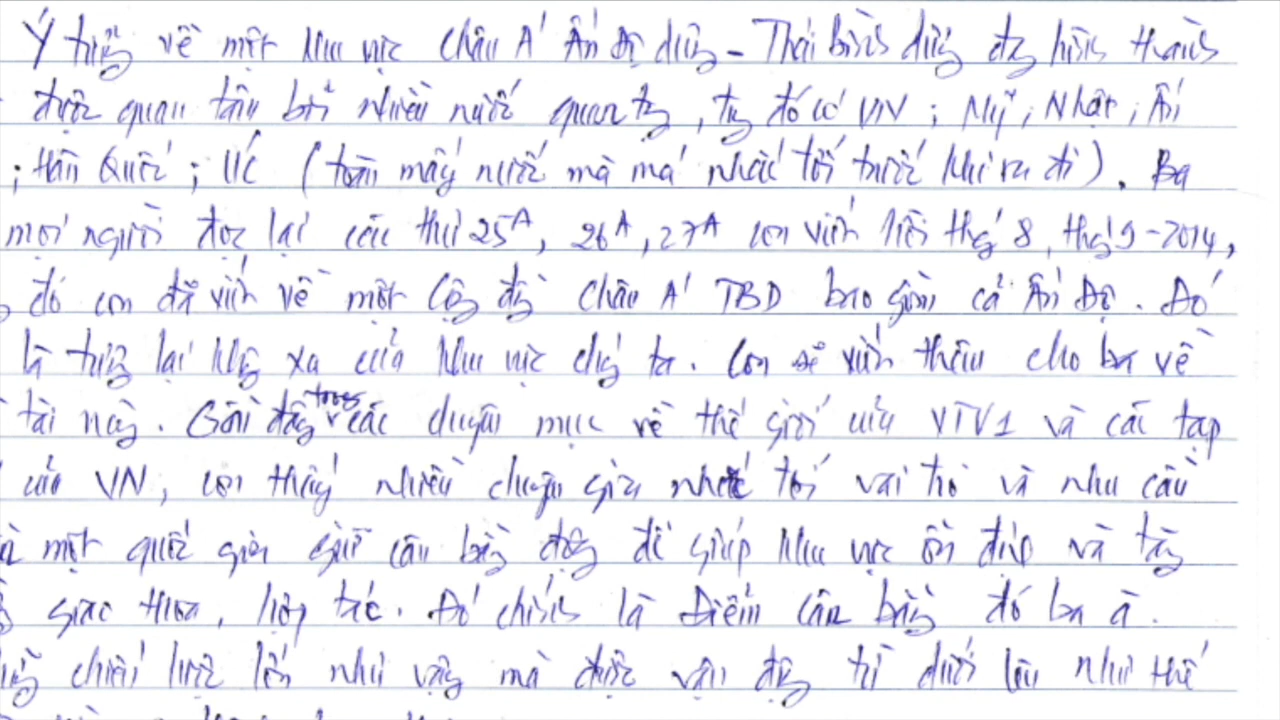 Ý tưởng về một khu vực Châu Á Ấn Độ dương - Thái bình dương đang hình thành
được quan tâm bởi nhiều nước quan trọng, trong đó có VN ; Mỹ ; Nhật ; Ấn
; Hàn Quốc ; Úc (toàn mấy nước mà má nhắc tới trước khi ra đi). Ba
mọi người đọc lại các thư 25A, 26A, 27A con viết hồi tháng 8, tháng 9-2014,
đó con đã viết về một Cộng đồng Châu Á TBD bao gồm cả Ấn Độ. Đó
là tương lại không xa của khu vực chúng ta. Con sẽ viết thêm cho ba về
tài này. Gần đây trong các chuyên mục về thế giới của VTV1 và các tạp
của VN, con thấy nhiều chuyên gia nhắc tới vai trò và nhu cầu
một quốc gia giữ cân bằng động để giúp khu vực ổn định và tăng
giao thoa, hợp tác. Đó chính là Điểm cân bằng đó ba à.
chiến lược lớn như vậy mà được vận động từ dưới lên như thế